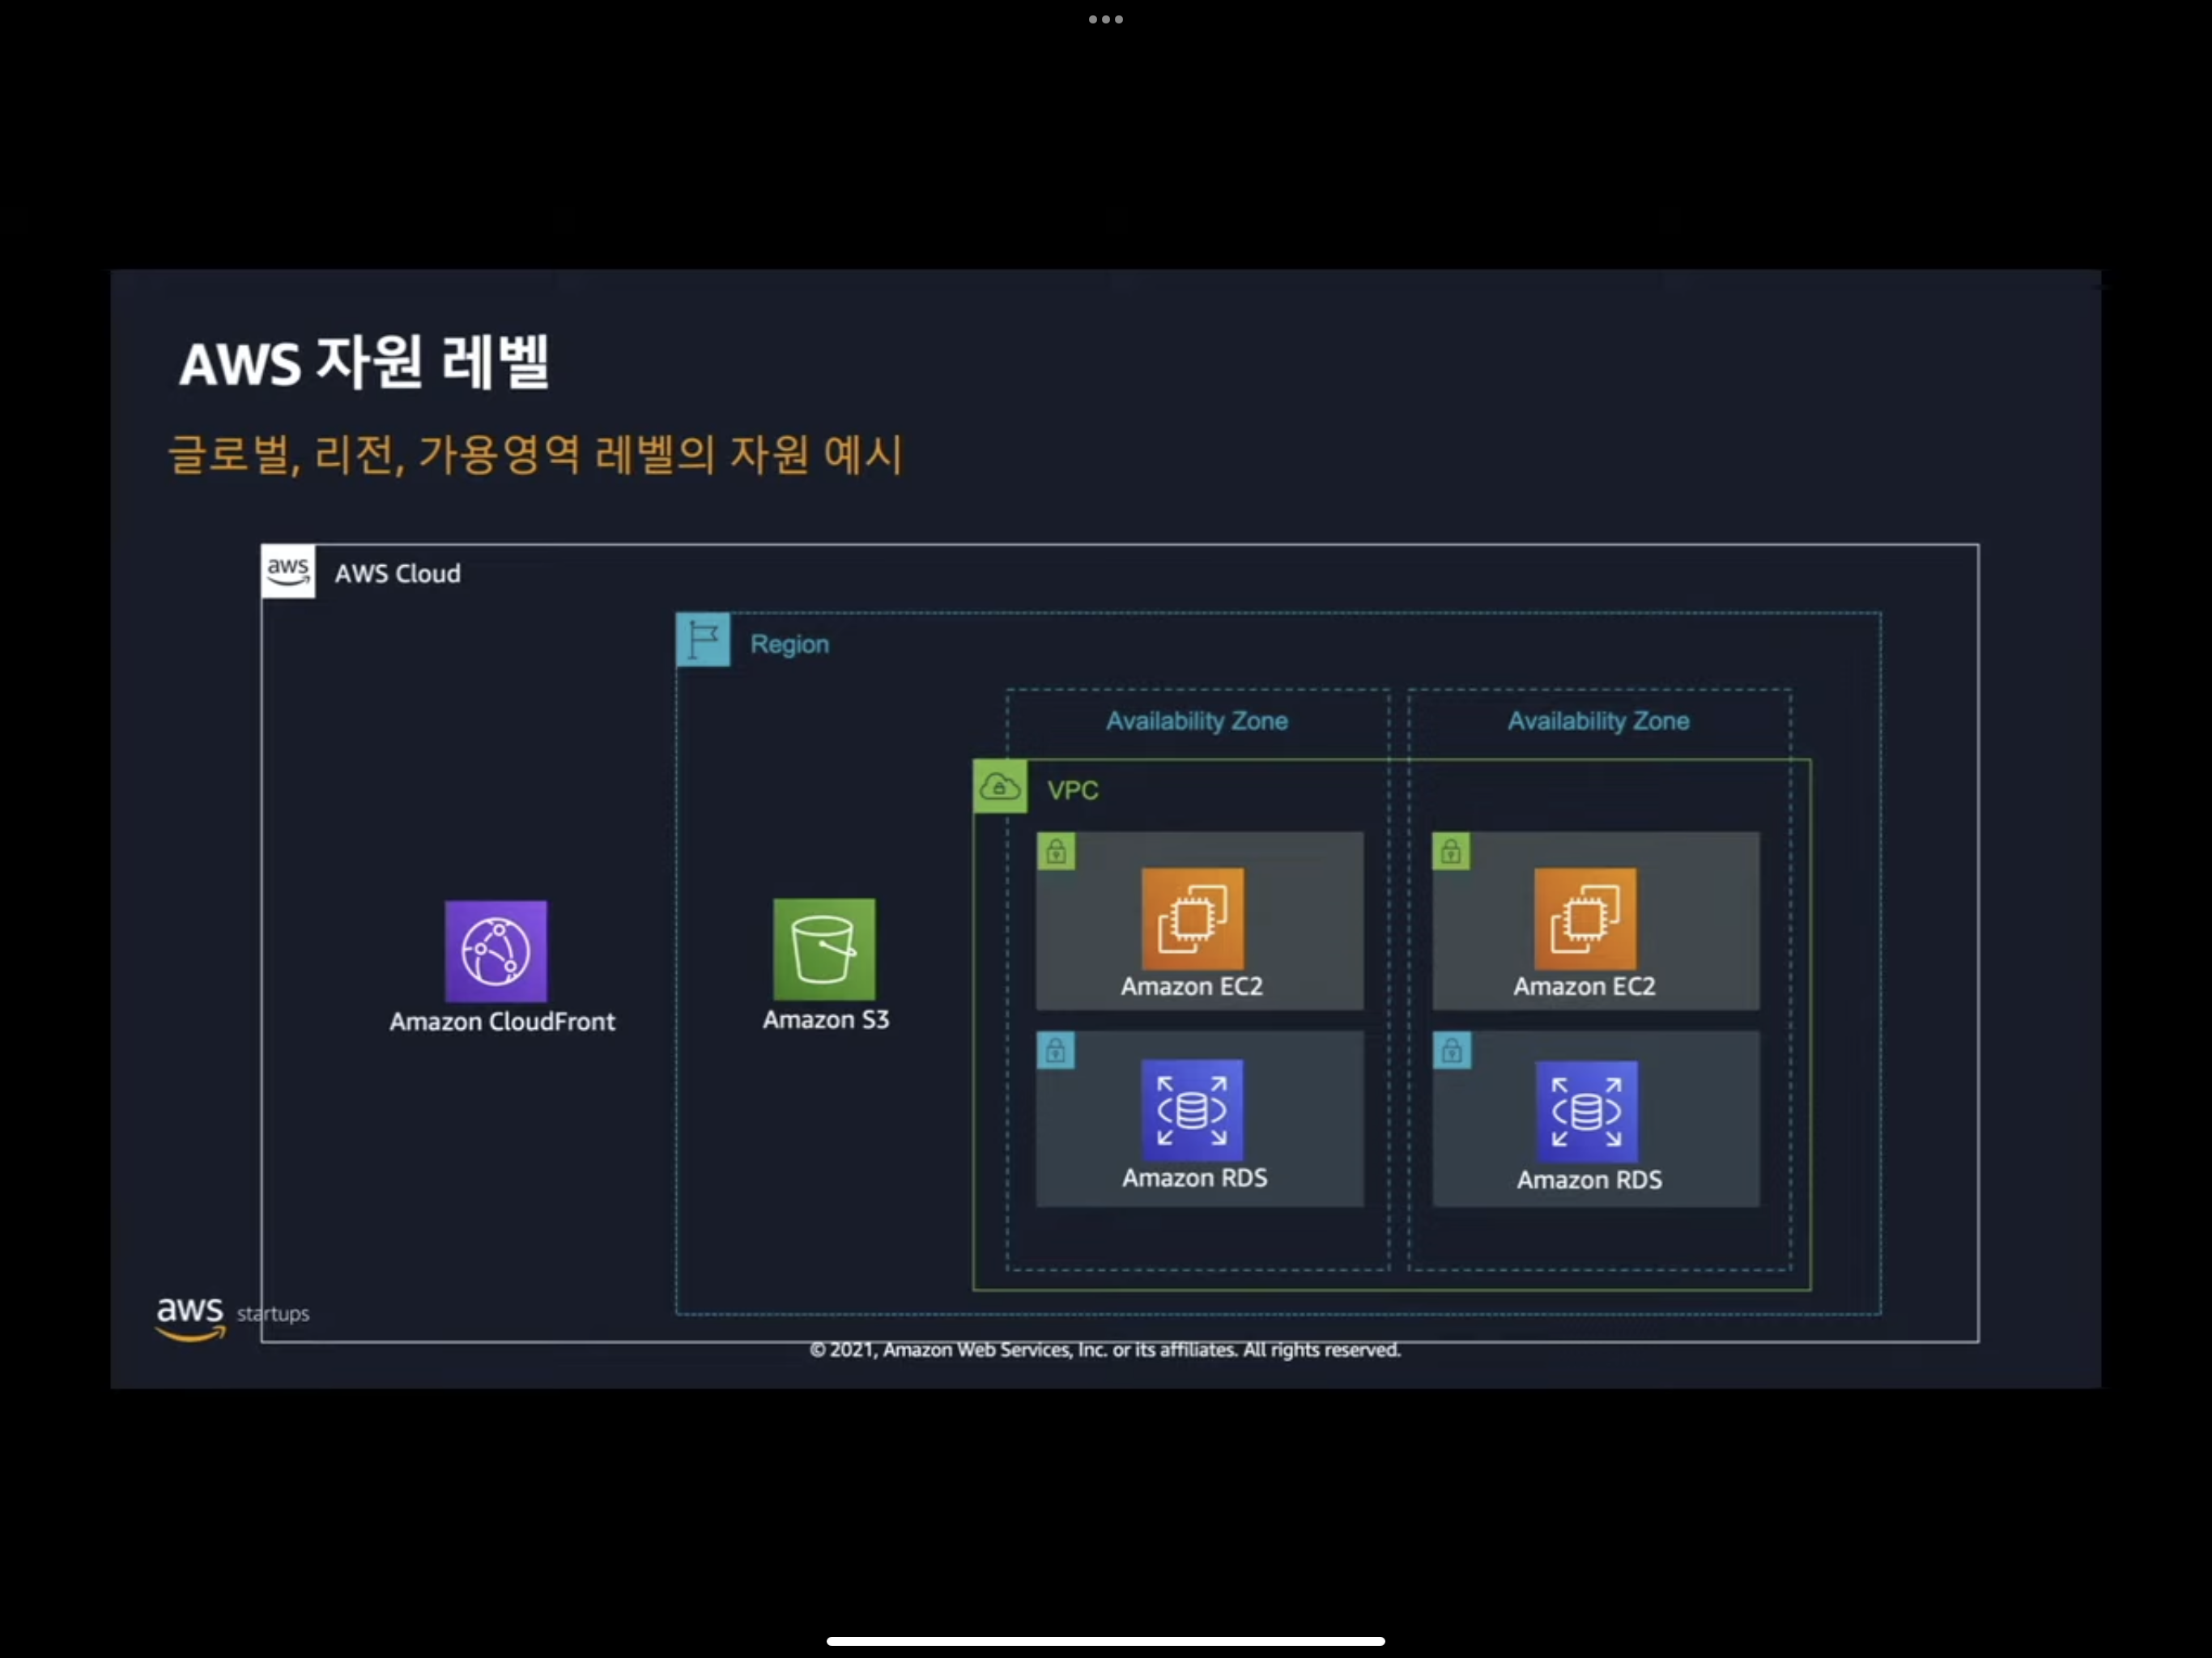 AWS 자원 레벨
글로벌, 리전, 가용영역 레벨의 자원 예시
aws
AWS Cloud
Region
Availability Zone
Availability Zone
VPC
Amazon CloudFront
Amazon S3
Amazon EC2
Amazon EC2
Amazon RDS
Amazon RDS
aws startups
© 2021, Amazon Web Services, Inc. or its affiliates. All rights reserved.